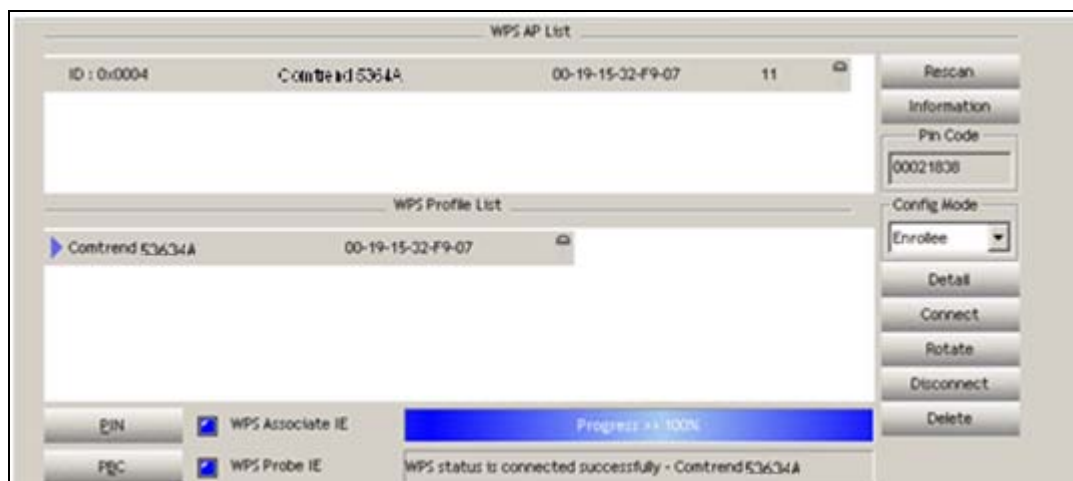 WPS AP List
ID : 0x0004 Comtrend 5364A 00-19-15-32-F9-07 11
Rescan
Information
Pin Code
00021838
WPS Profile List
Config Mode
Enrollee
Comtrend 53634A 00-19-15-32-F9-07
Detail
Connect
Rotate
Disconnect
PIN WPS Associate IE Progress >> 100% Delete
PBC WPS Probe IE WPS status is connected successfully - Comtrend 53634A